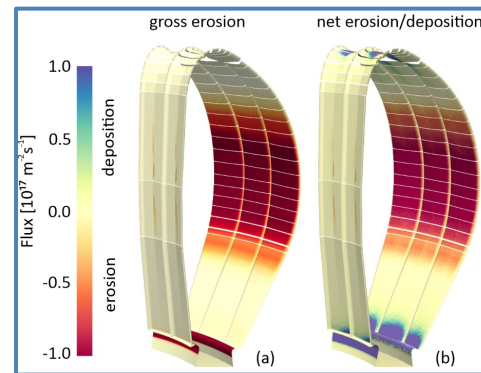 gross erosion
net erosion/deposition
1.0
0.5
0.0
-0.5
-1.0
Flux [10¹⁷ m⁻²s⁻¹]
deposition
erosion
(a)
(b)